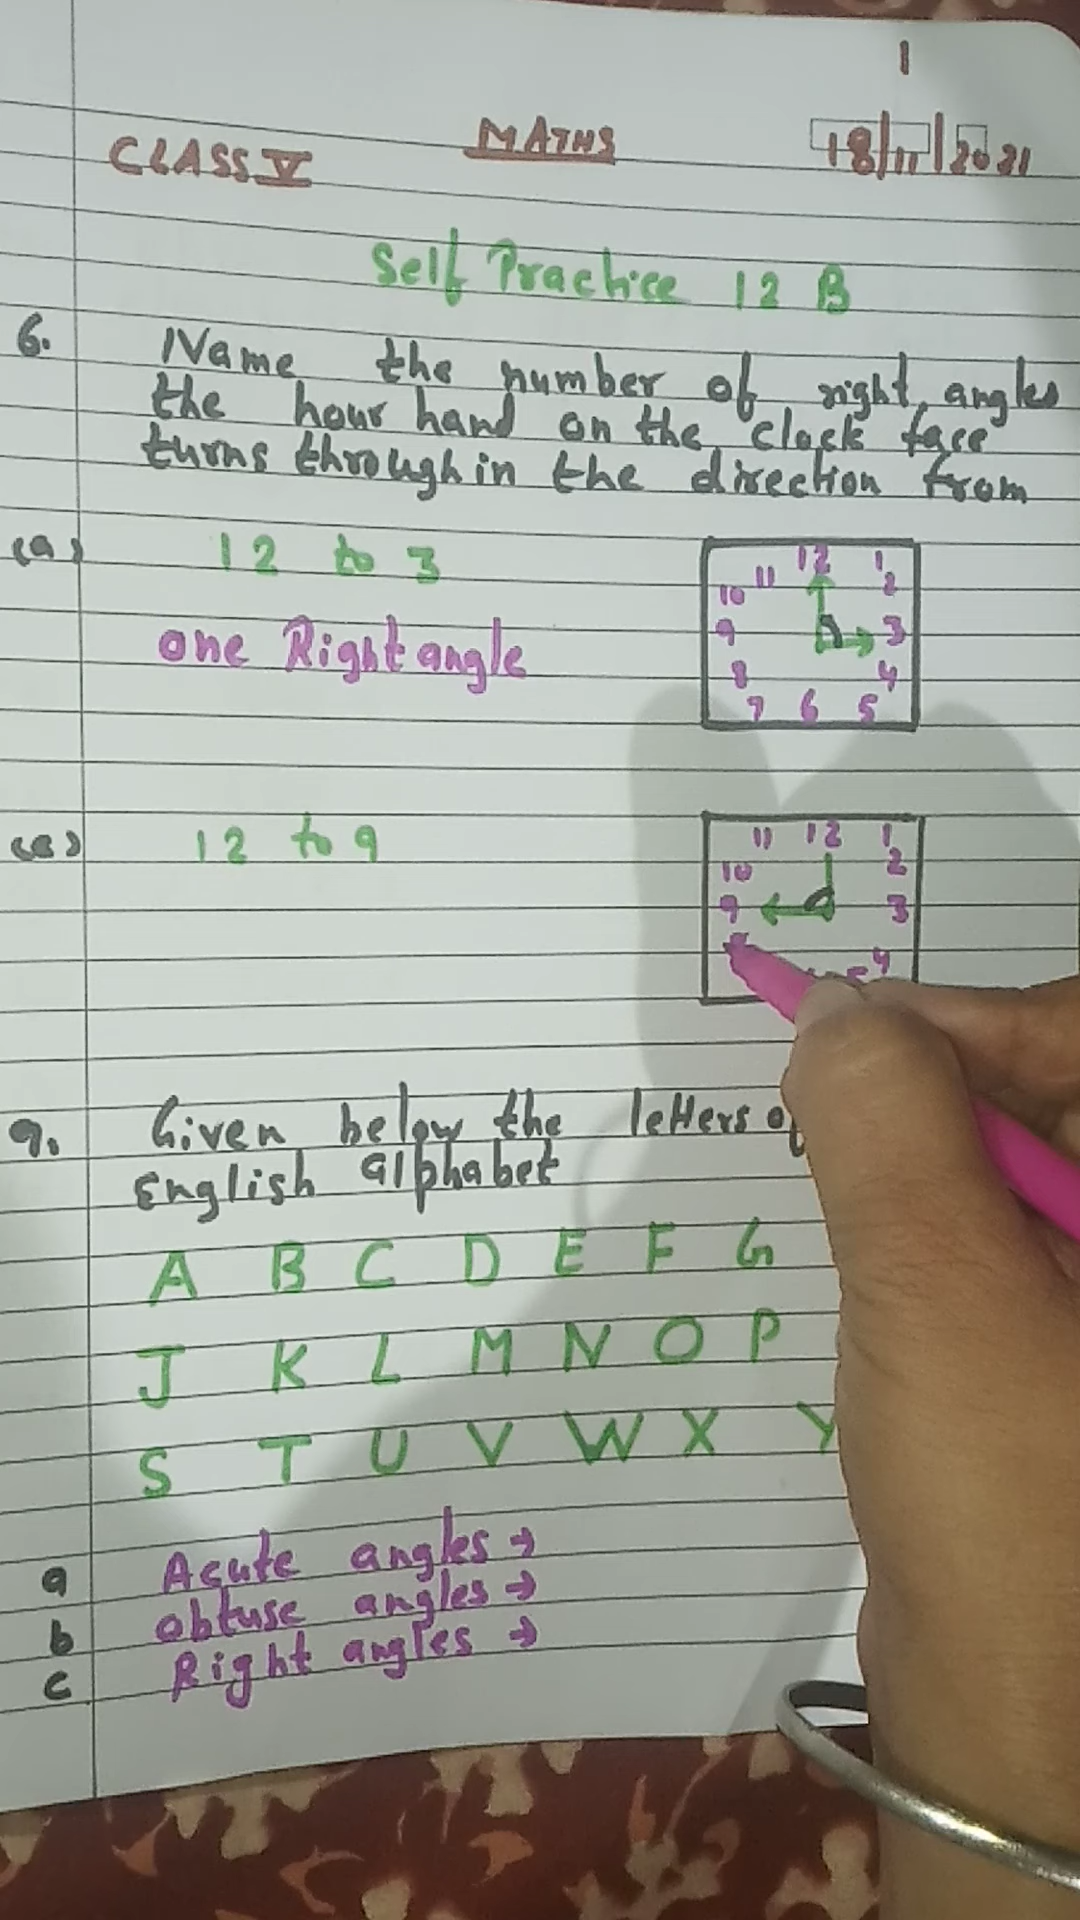 1
CLASS V MATHS 18/11/2021
Self Practice 12 B
6. Name the number of right angles
the hour hand on the clock face
turns through in the direction from
(a) 12 to 3
one Right angle
12 1
11 2
10
9 3
8 4
7 6 5
12 to 9
11 12 1
10 2
9 3
4
9. Given below the letters of
English alphabet
A B C D E F G
J K L M N O P
S T U V W X Y
a Acute angles →
b obtuse angles →
c Right angles →